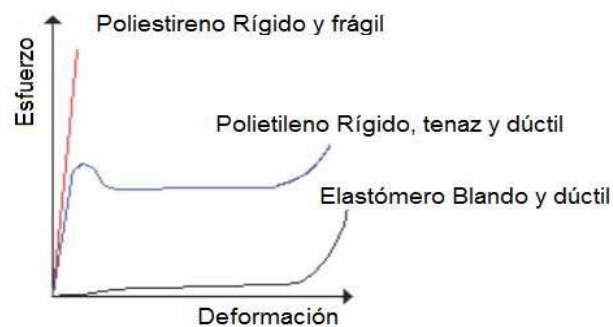 Poliestireno Rígido y frágil
Esfuerzo
Polietileno Rígido, tenaz y dúctil
Elastómero Blando y dúctil
Deformación